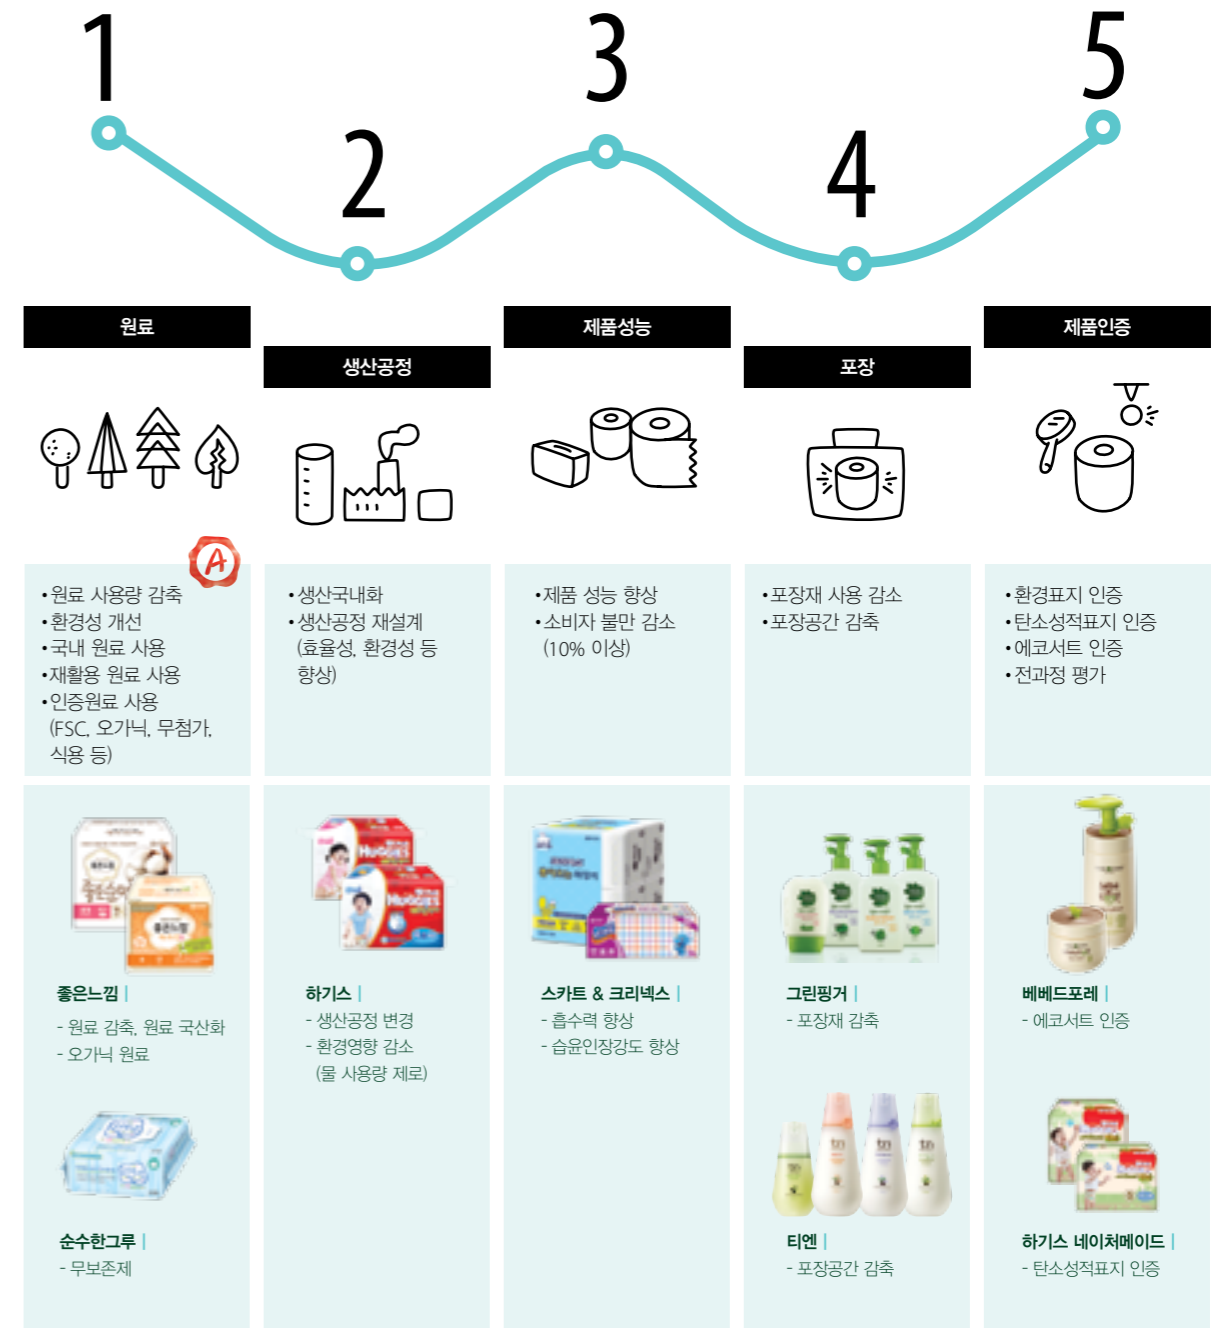 1
2
3
4
5
원료
생산공정
제품성능
포장
제품인증
A
•원료 사용량 감축
•환경성 개선
•국내 원료 사용
•재활용 원료 사용
•인증원료 사용
(FSC, 오가닉, 무첨가,
식용 등)
•생산국내화
•생산공정 재설계
(효율성, 환경성 등
향상)
•제품 성능 향상
•소비자 불만 감소
(10% 이상)
•포장재 사용 감소
•포장공간 감축
•환경표지 인증
•탄소성적표지 인증
•에코서트 인증
•전과정 평가
좋은느낌
HUGGIES
HUGGIES
tn
tn
tn
tn
좋은느낌 |
- 원료 감축, 원료 국산화
- 오가닉 원료
순수한그루 |
- 무보존제
하기스 |
- 생산공정 변경
- 환경영향 감소
(물 사용량 제로)
스카트 & 크리넥스 |
- 흡수력 향상
- 습윤인장강도 향상
그린핑거 |
- 포장재 감축
티엔 |
- 포장공간 감축
베베드포레 |
- 에코서트 인증
하기스 네이처메이드 |
- 탄소성적표지 인증